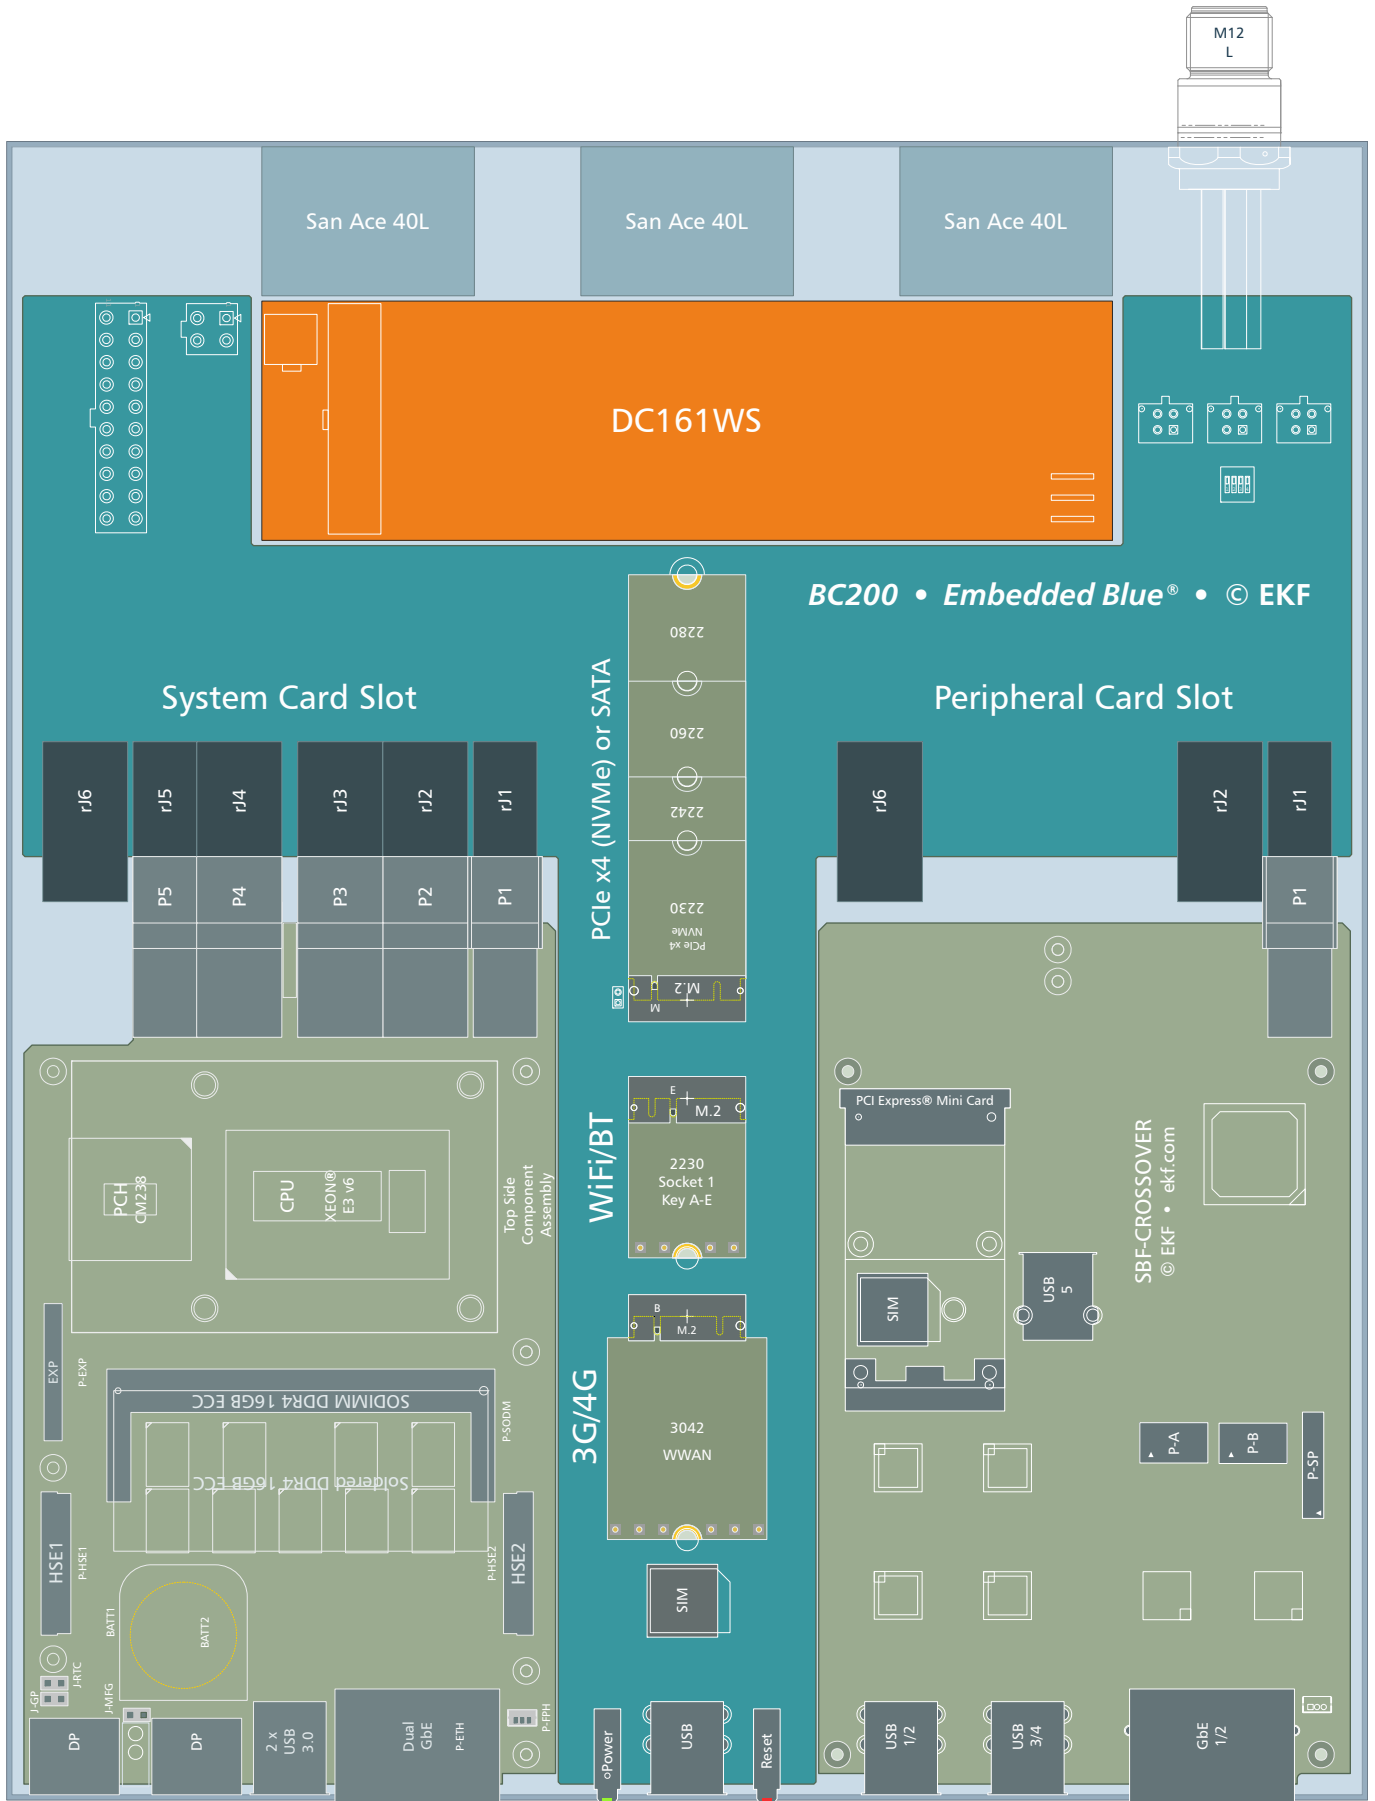 M12
L
San Ace 40L
San Ace 40L
San Ace 40L
DC161WS
BC200 • Embedded Blue® • © EKF
System Card Slot
Peripheral Card Slot
PCIe x4 (NVMe) or SATA
2280
2260
2242
2230
NVMe
PCIe x4
M.2
M
rJ6
rJ5
rJ4
rJ3
rJ2
rJ1
rJ6
rJ2
rJ1
P5
P4
P3
P2
P1
P1
WiFi/BT
E
M.2
2230
Socket 1
Key A-E
PCI Express® Mini Card
PCH
CM238
CPU
XEON®
E3 v6
Top Side
Component
Assembly
SBF-CROSSOVER
© EKF • ekf.com
SIM
USB
5
EXP
P-EXP
SODIMM DDR4 16GB ECC
P-SODM
Soldered DDR4 16GB ECC
3G/4G
B
M.2
3042
WWAN
P-A
P-B
P-SP
HSE1
P-HSE1
P-HSE2
HSE2
BATT1
BATT2
SIM
J-RTC
J-GP
J-MFG
P-FPH
DP
DP
2 x
USB
3.0
Dual
GbE
P-ETH
Power
USB
Reset
USB
1/2
USB
3/4
GbE
1/2